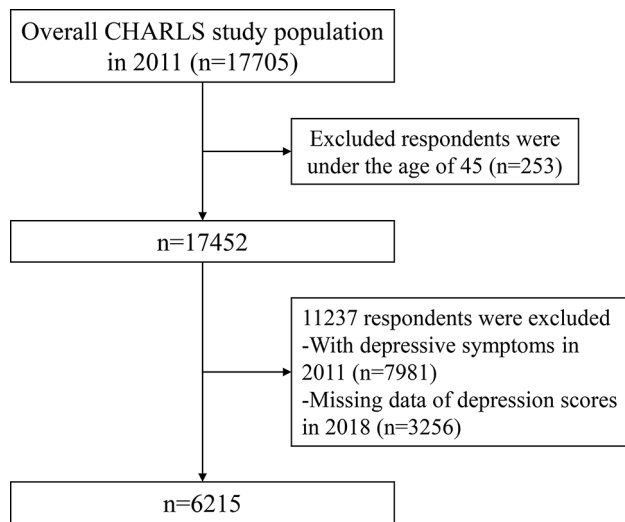 Overall CHARLS study population
in 2011 (n=17705)
Excluded respondents were
under the age of 45 (n=253)
n=17452
11237 respondents were excluded
-With depressive symptoms in
2011 (n=7981)
-Missing data of depression scores
in 2018 (n=3256)
n=6215